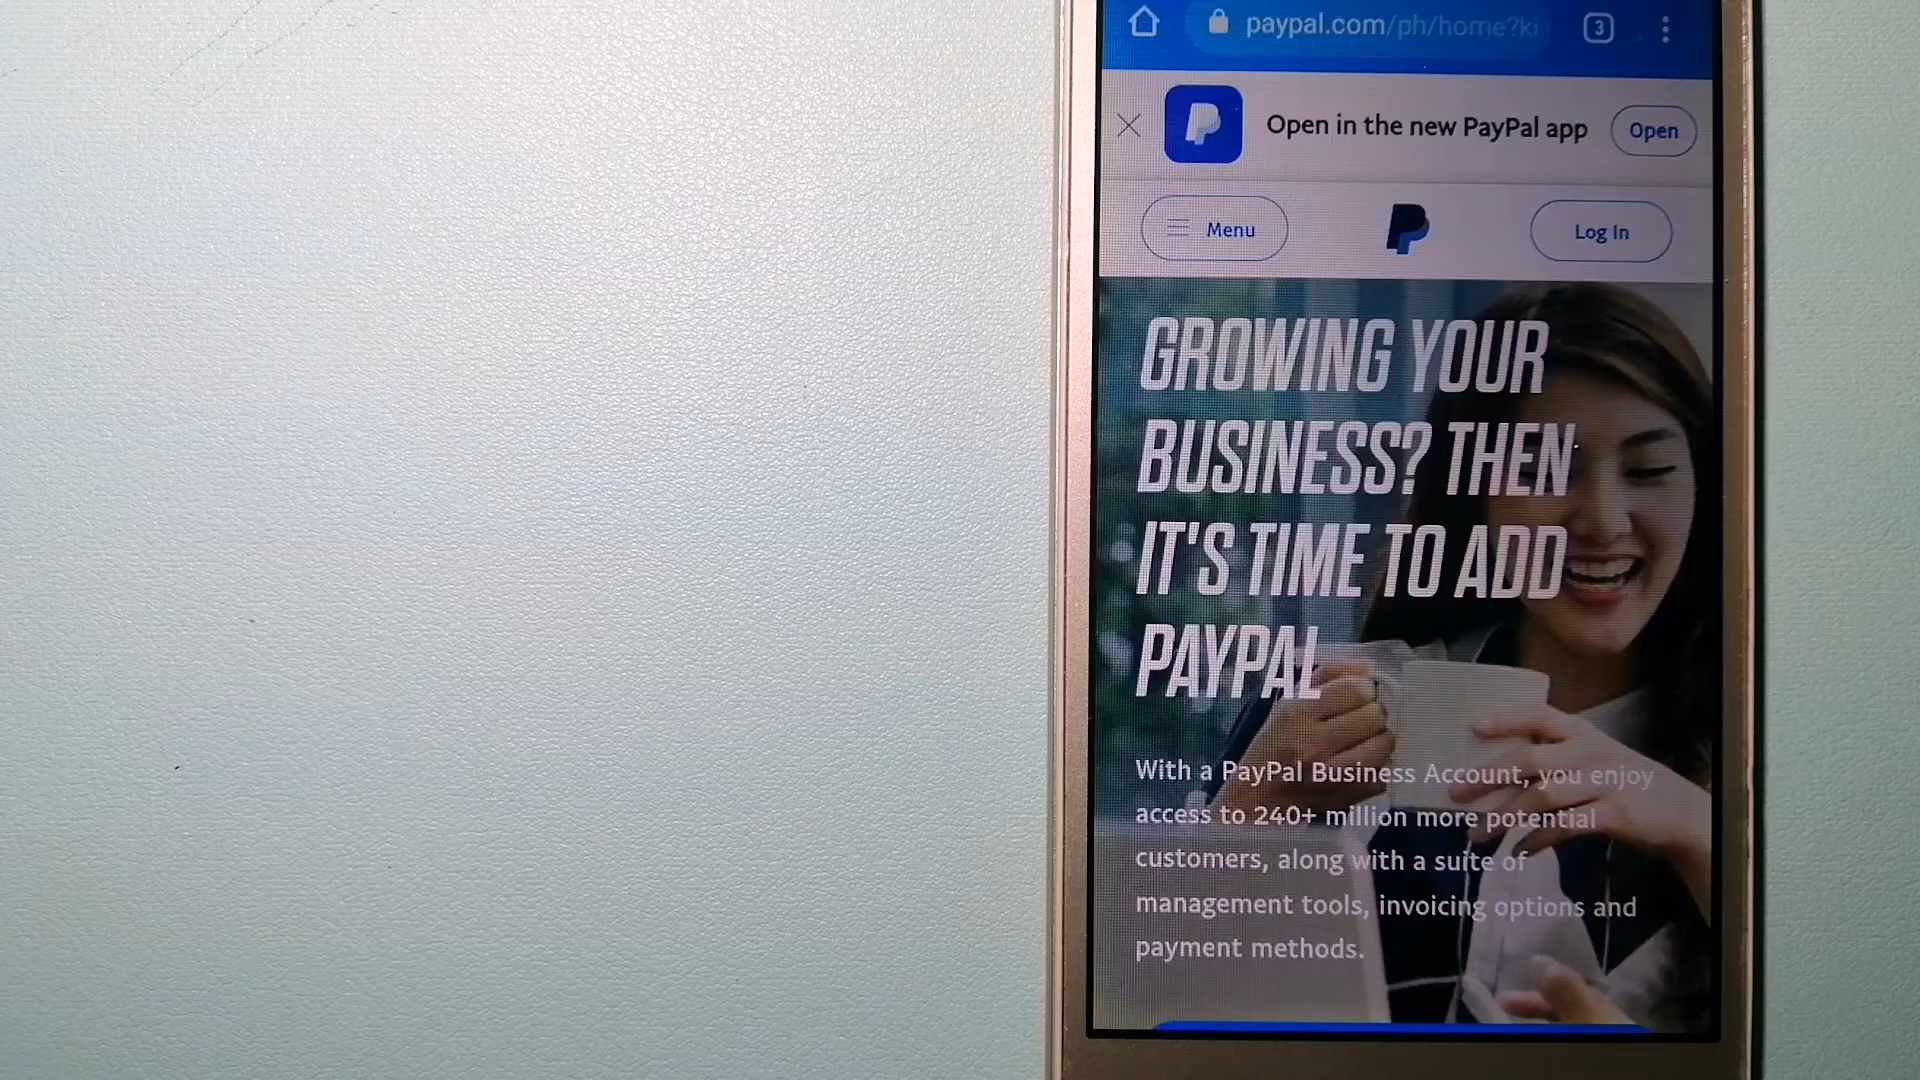 paypal.com/ph/home?ki
3
Open in the new PayPal app
Open
Menu
Log In
GROWING YOUR
BUSINESS? THEN
IT'S TIME TO ADD
PAYPAL
With a PayPal Business Account, you enjoy
access to 240+ million more potential
customers, along with a suite of
management tools, invoicing options and
payment methods.